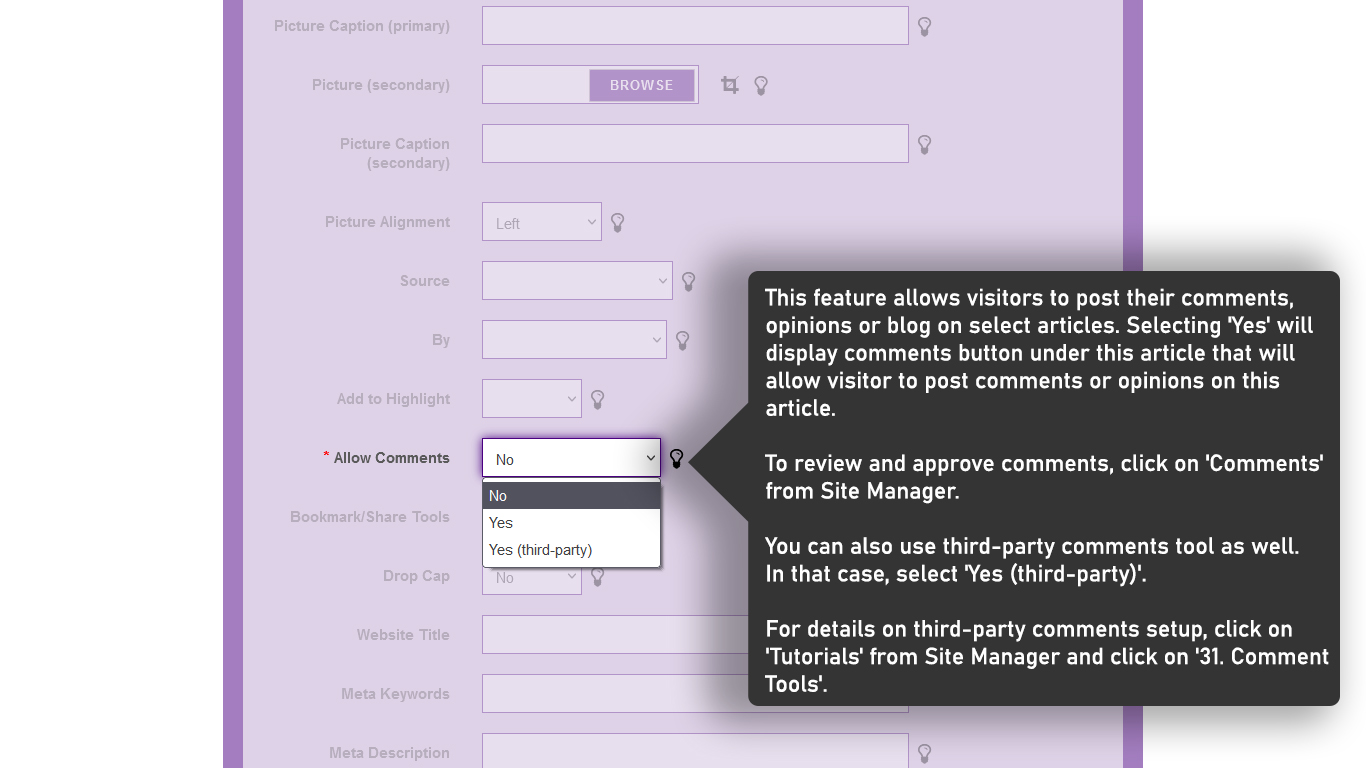 Picture Caption (primary)
Picture (secondary)
BROWSE
Picture Caption
(secondary)
Picture Alignment
Left
Source
By
Add to Highlight
* Allow Comments
No
No
Yes
Yes (third-party)
Bookmark/Share Tools
Drop Cap
No
Website Title
Meta Keywords
Meta Description
This feature allows visitors to post their comments,
opinions or blog on select articles. Selecting 'Yes' will
display comments button under this article that will
allow visitor to post comments or opinions on this
article.
To review and approve comments, click on 'Comments'
from Site Manager.
You can also use third-party comments tool as well.
In that case, select 'Yes (third-party)'.
For details on third-party comments setup, click on
'Tutorials' from Site Manager and click on '31. Comment
Tools'.